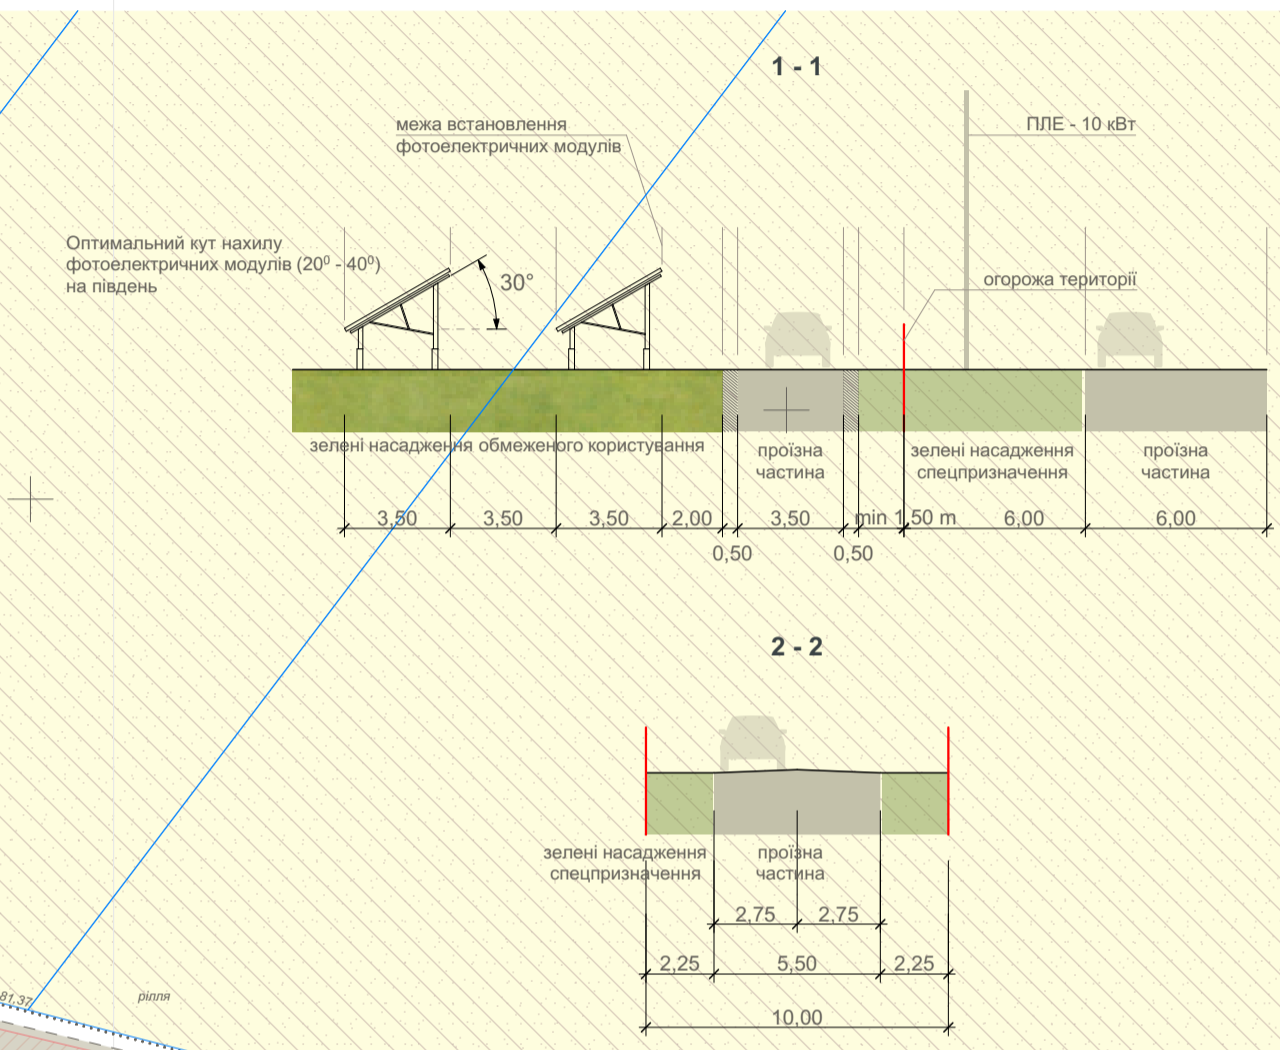 1 - 1
межа встановлення
фотоелектричних модулів
ПЛЕ - 10 кВт
Оптимальний кут нахилу
фотоелектричних модулів (20⁰ - 40⁰)
на південь
30°
огорожа території
зелені насадження обмеженого користування
проїзна
частина
зелені насадження
спецпризначення
проїзна
частина
3,50 3,50 3,50 2,00 3,50 min 1,50 m 6,00 6,00
0,50 0,50
2 - 2
зелені насадження
спецпризначення
проїзна
частина
2,75 2,75
2,25 5,50 2,25
10,00
81,37
рілля